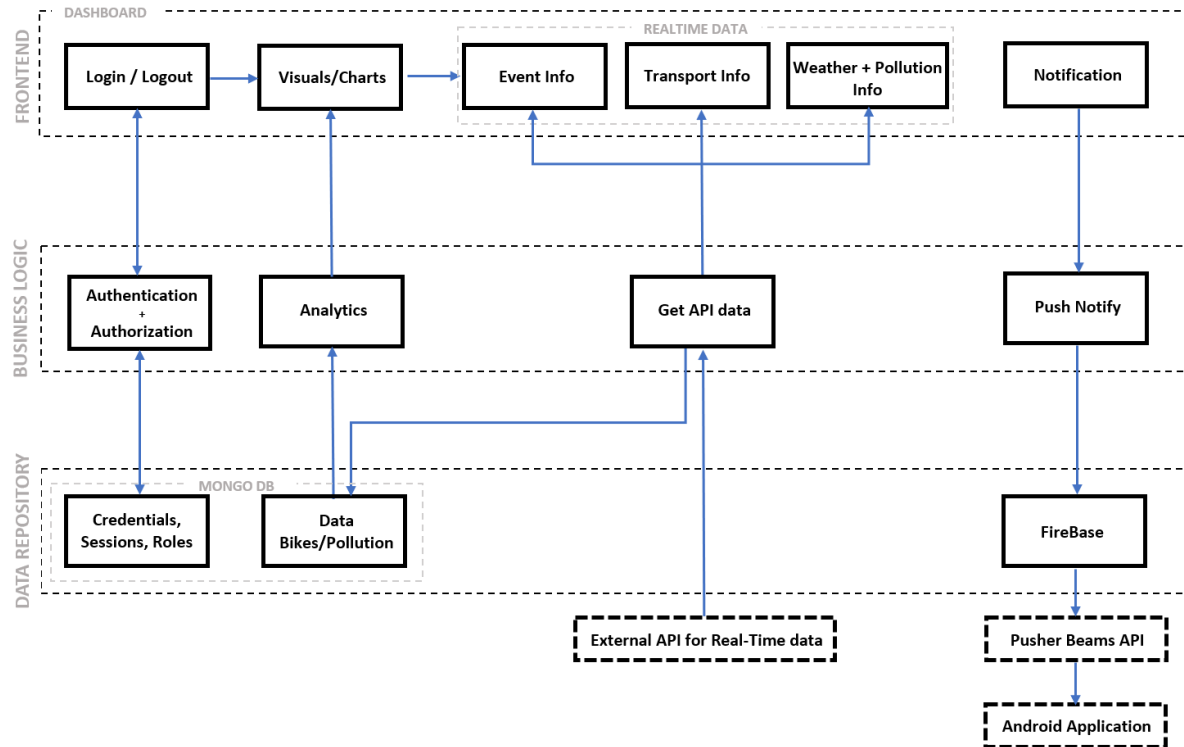 DASHBOARD
FRONTEND
REALTIME DATA
Login / Logout
Visuals/Charts
Event Info
Transport Info
Weather + Pollution
Info
Notification
BUSINESS LOGIC
Authentication
+
Authorization
Analytics
Get API data
Push Notify
DATA REPOSITORY
MONGO DB
Credentials,
Sessions, Roles
Data
Bikes/Pollution
FireBase
External API for Real-Time data
Pusher Beams API
Android Application